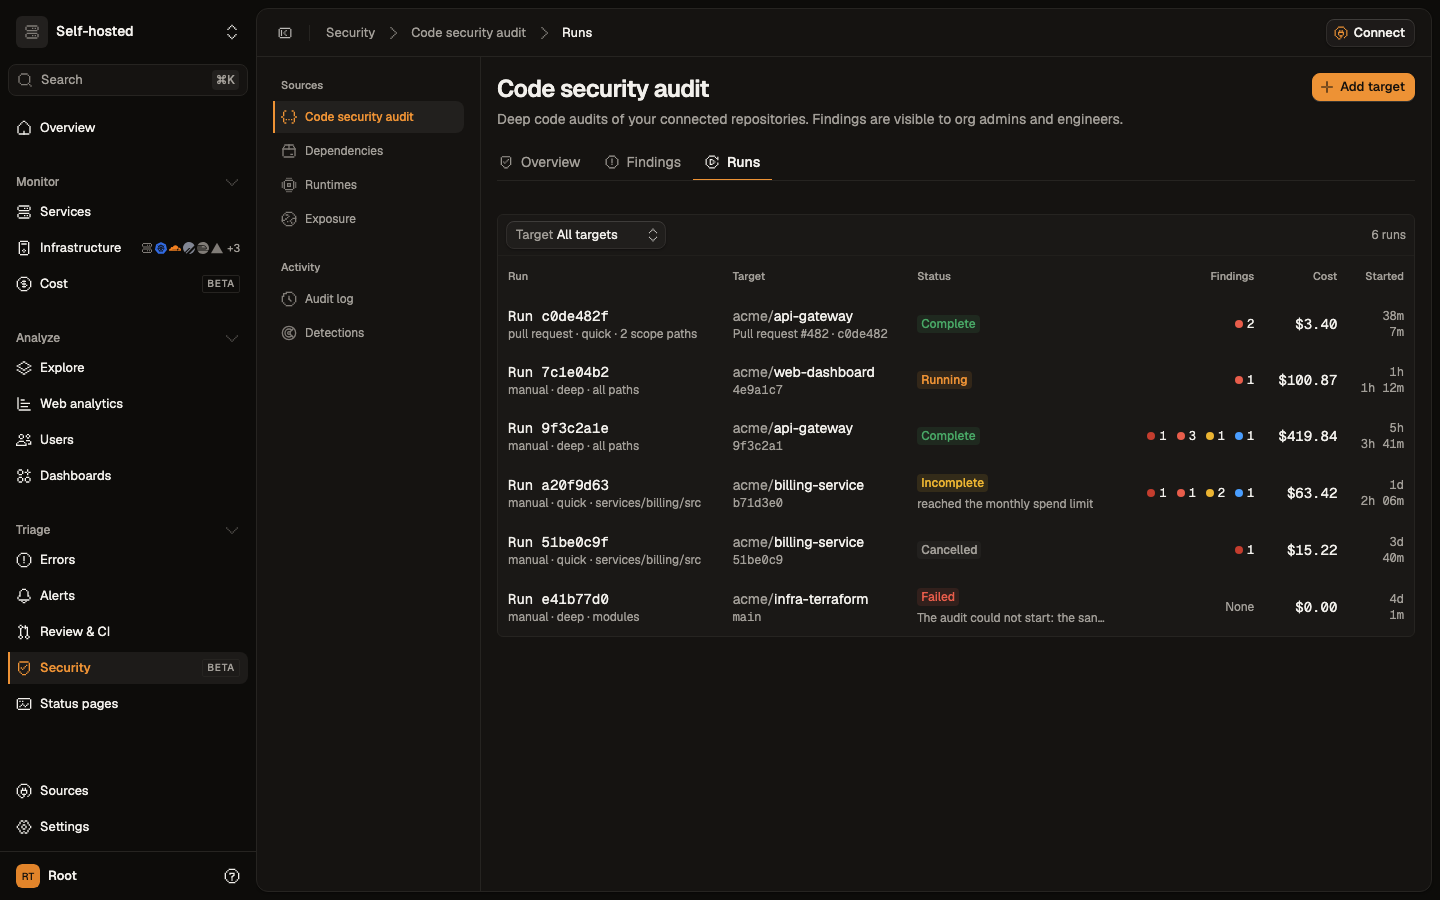 Self-hosted
Search
⌘K
Overview
Monitor
Services
Infrastructure
+3
Cost
BETA
Analyze
Explore
Web analytics
Users
Dashboards
Triage
Errors
Alerts
Review & CI
Security
BETA
Status pages
Sources
Settings
RT
Root
Security
Code security audit
Runs
Connect
Sources
Code security audit
Dependencies
Runtimes
Exposure
Activity
Audit log
Detections
Code security audit
Add target
Deep code audits of your connected repositories. Findings are visible to org admins and engineers.
Overview
Findings
Runs
Target All targets
6 runs
Run Target Status Findings Cost Started
Run c0de482f acme/api-gateway Complete 2 $3.40 38m
pull request · quick · 2 scope paths Pull request #482 · c0de482 7m
Run 7c1e04b2 acme/web-dashboard Running 1 $100.87 1h
manual · deep · all paths 4e9a1c7 1h 12m
Run 9f3c2a1e acme/api-gateway Complete 1 3 1 1 $419.84 5h
manual · deep · all paths 9f3c2a1 3h 41m
Run a20f9d63 acme/billing-service Incomplete 1 1 2 1 $63.42 1d
manual · quick · services/billing/src b71d3e0 reached the monthly spend limit 2h 06m
Run 51be0c9f acme/billing-service Cancelled 1 $15.22 3d
manual · quick · services/billing/src 51be0c9 40m
Run e41b77d0 acme/infra-terraform Failed None $0.00 4d
manual · deep · modules main The audit could not start: the san… 1m